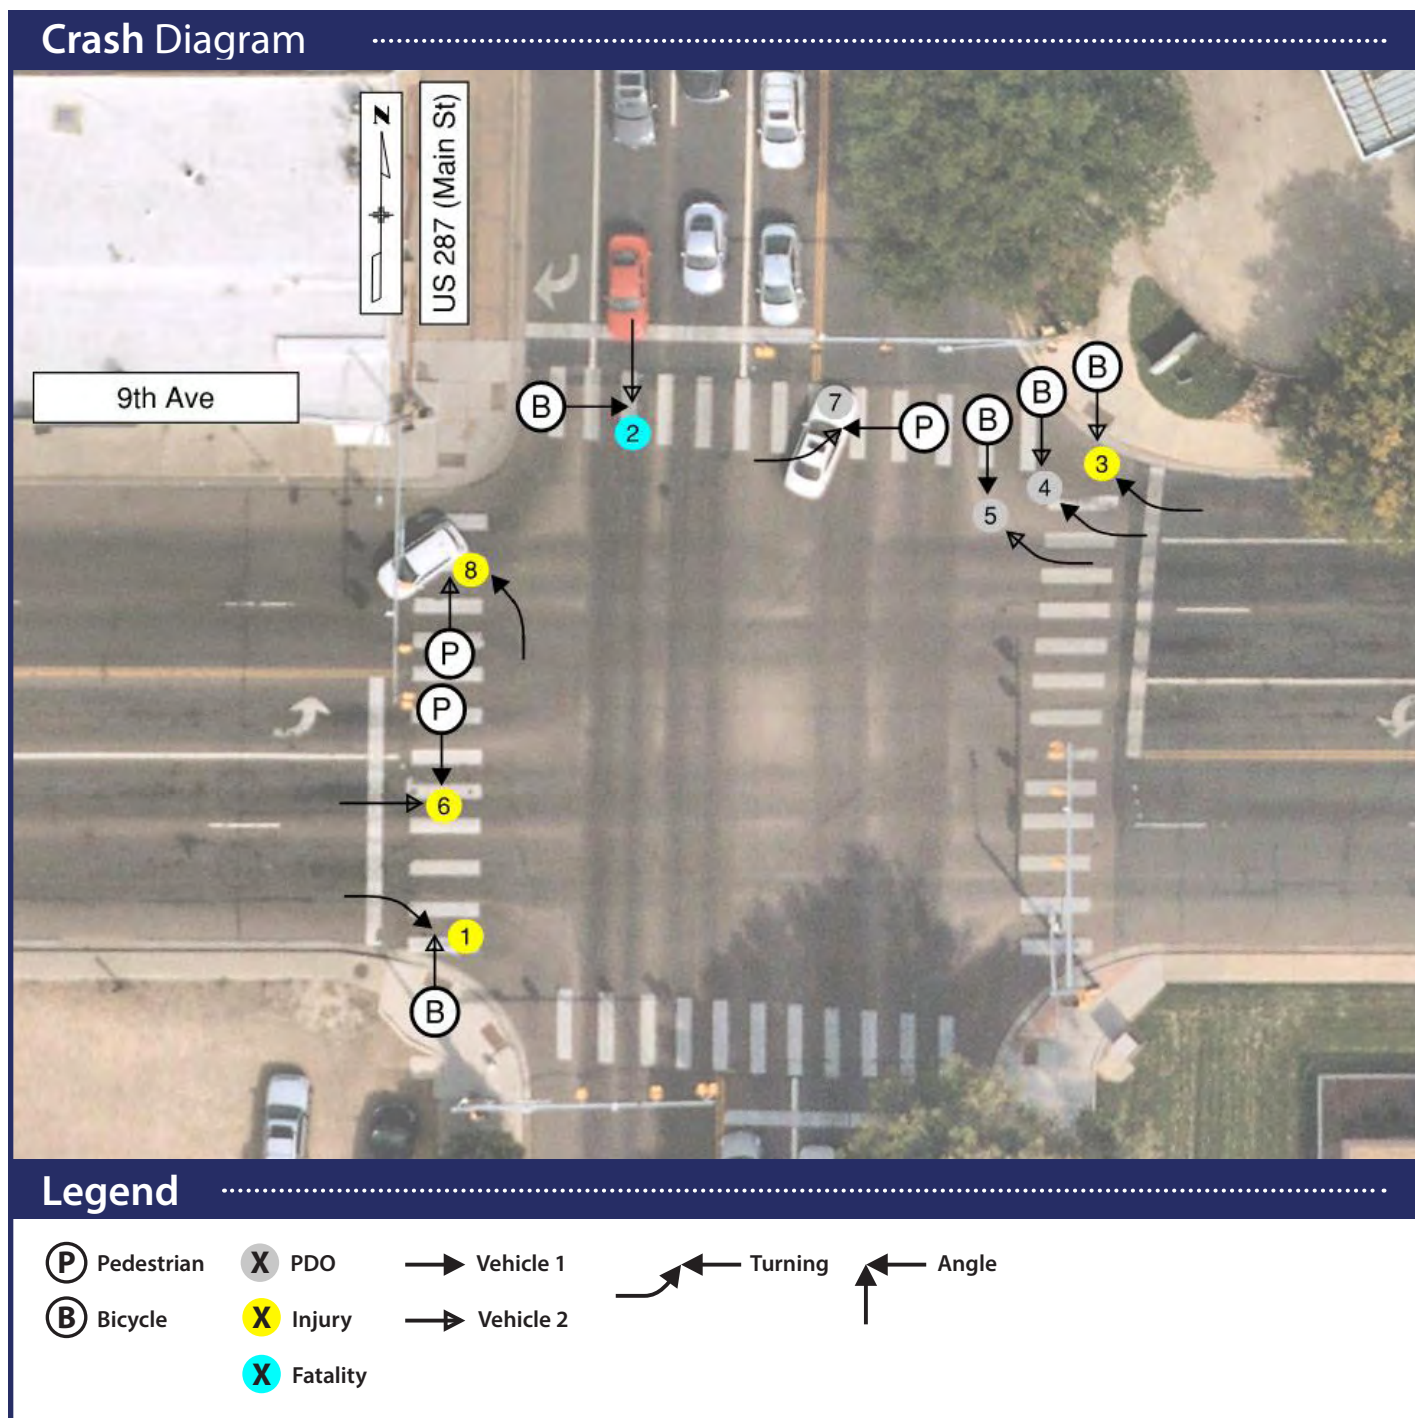 Crash Diagram
N
US 287 (Main St)
9th Ave
B
B
B
B
7
P
2
3
4
5
8
P
P
6
1
B
Legend
P Pedestrian
X PDO
Vehicle 1
Turning
Angle
B Bicycle
X Injury
Vehicle 2
X Fatality